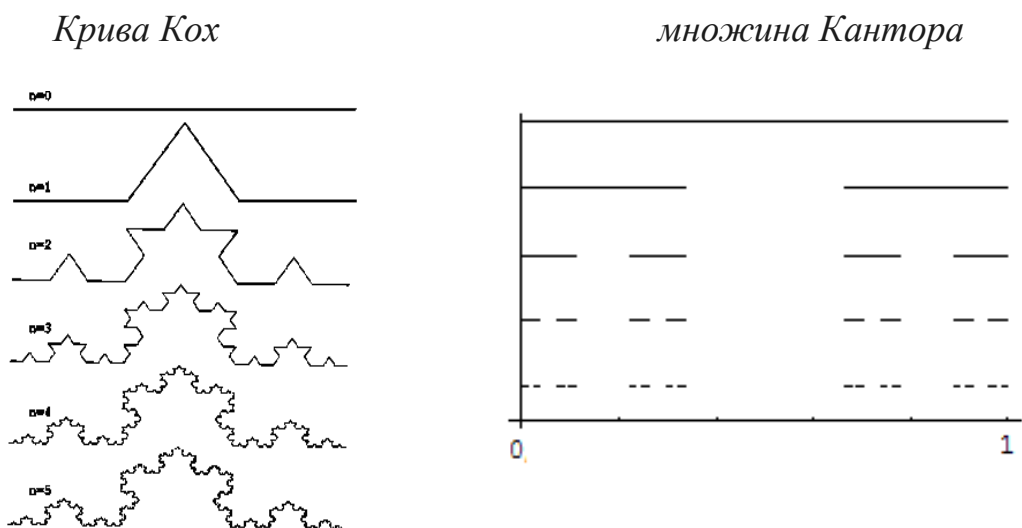 Крива Кох
множина Кантора
n=0
n=1
n=2
n=3
n=4
n=5
0
1